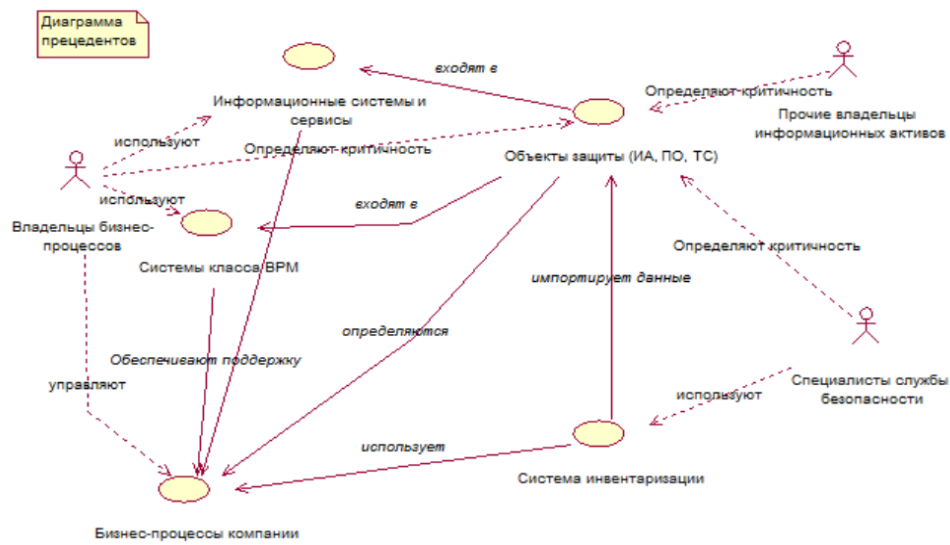 Диаграмма
прецедентов
входят в
Определяют критичность
Прочие владельцы
информационных активов
Информационные системы и
сервисы
используют
Определяют критичность
Объекты защиты (ИА, ПО, ТС)
используют
входят в
Владельцы бизнес-
процессов
Системы класса BPM
Определяют критичность
импортирует данные
определяются
Обеспечивают поддержку
управляют
Специалисты службы
безопасности
используют
использует
Система инвентаризации
Бизнес-процессы компании